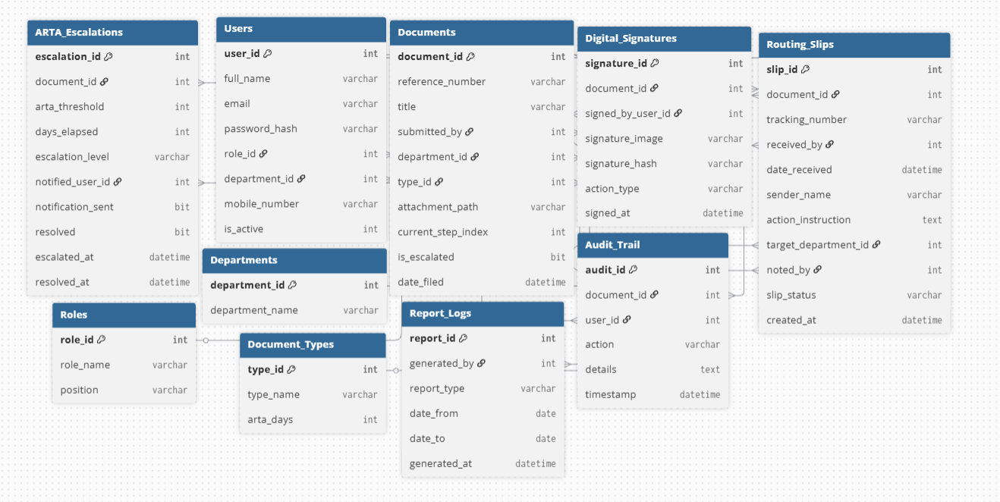 ARTA_Escalations
escalation_id int
document_id int
arta_threshold int
days_elapsed int
escalation_level varchar
notified_user_id int
notification_sent bit
resolved bit
escalated_at datetime
resolved_at datetime
Users
user_id int
full_name varchar
email varchar
password_hash varchar
role_id int
department_id int
mobile_number varchar
is_active int
Documents
document_id int
reference_number varchar
title varchar
submitted_by int
department_id int
type_id int
attachment_path varchar
current_step_index int
is_escalated bit
date_filed datetime
Digital_Signatures
signature_id int
document_id int
signed_by_user_id int
signature_image varchar
signature_hash varchar
action_type varchar
signed_at datetime
Routing_Slips
slip_id int
document_id int
tracking_number varchar
received_by int
date_received datetime
sender_name varchar
action_instruction text
target_department_id int
noted_by int
slip_status varchar
created_at datetime
Departments
department_id int
department_name varchar
Audit_Trail
audit_id int
document_id int
user_id int
action varchar
details text
timestamp datetime
Roles
role_id int
role_name varchar
position varchar
Document_Types
type_id int
type_name varchar
arta_days int
Report_Logs
report_id int
generated_by int
report_type varchar
date_from date
date_to date
generated_at datetime